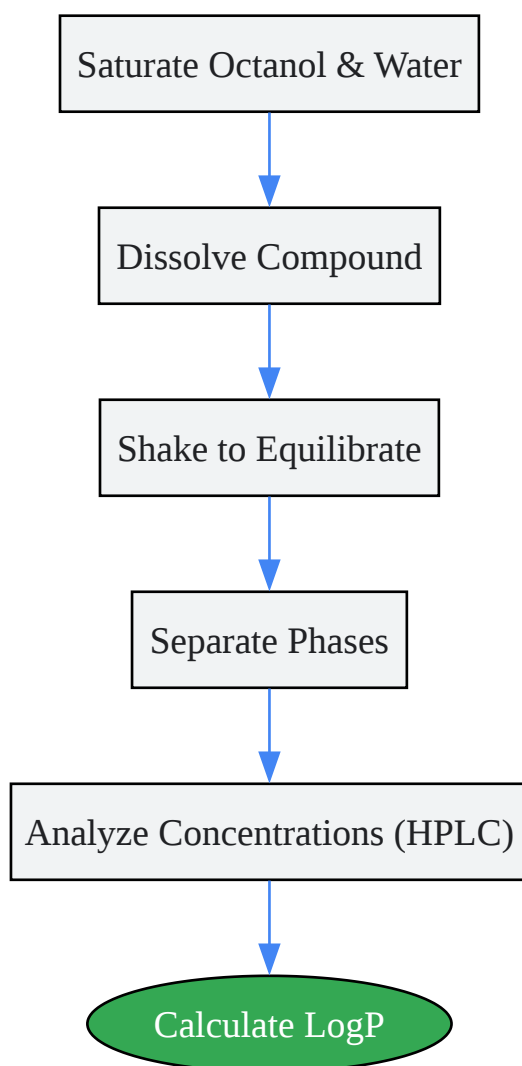 Saturate Octanol & Water
Dissolve Compound
Shake to Equilibrate
Separate Phases
Analyze Concentrations (HPLC)
Calculate LogP